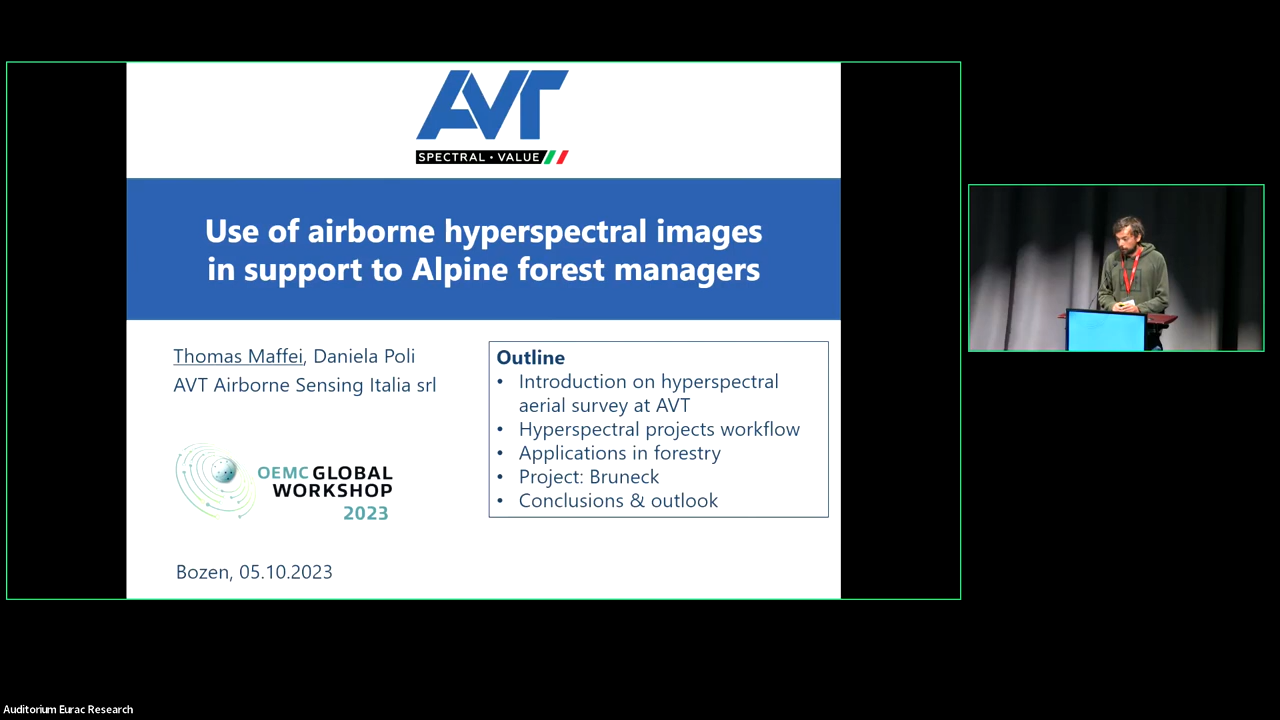 AVT
SPECTRAL • VALUE
Use of airborne hyperspectral images
in support to Alpine forest managers
Thomas Maffei, Daniela Poli
AVT Airborne Sensing Italia srl
OEMC GLOBAL
WORKSHOP
2023
Bozen, 05.10.2023
Outline
• Introduction on hyperspectral
aerial survey at AVT
• Hyperspectral projects workflow
• Applications in forestry
• Project: Bruneck
• Conclusions & outlook
Auditorium Eurac Research